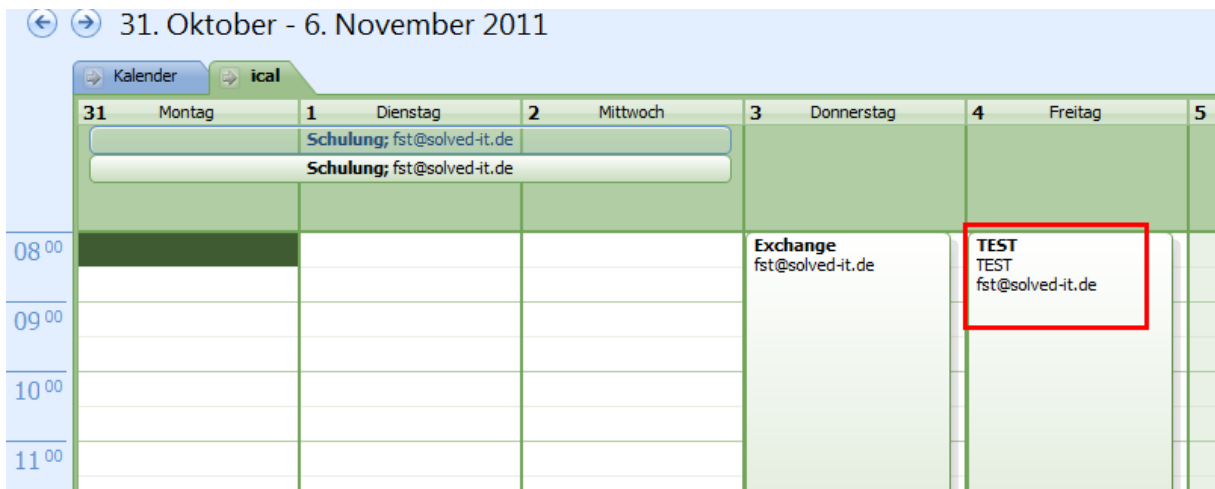 31. Oktober - 6. November 2011
Kalender ical
31 Montag 1 Dienstag 2 Mittwoch 3 Donnerstag 4 Freitag 5
Schulung; fst@solved-it.de
Schulung; fst@solved-it.de
08 00
Exchange
fst@solved-it.de
TEST
TEST
fst@solved-it.de
09 00
10 00
11 00